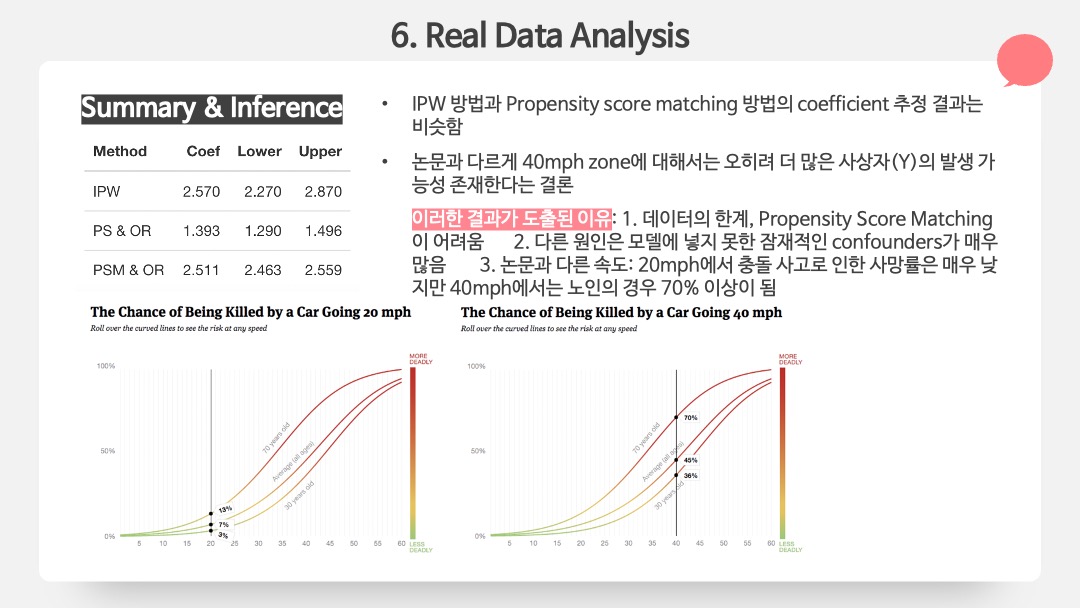 6. Real Data Analysis
Summary & Inference
Method Coef Lower Upper
IPW 2.570 2.270 2.870
PS & OR 1.393 1.290 1.496
PSM & OR 2.511 2.463 2.559
• IPW 방법과 Propensity score matching 방법의 coefficient 추정 결과는
비슷함
• 논문과 다르게 40mph zone에 대해서는 오히려 더 많은 사상자(Y)의 발생 가
능성 존재한다는 결론
이러한 결과가 도출된 이유: 1. 데이터의 한계, Propensity Score Matching
이 어려움 2. 다른 원인은 모델에 넣지 못한 잠재적인 confounders가 매우
많음 3. 논문과 다른 속도: 20mph에서 충돌 사고로 인한 사망률은 매우 낮
지만 40mph에서는 노인의 경우 70% 이상이 됨
The Chance of Being Killed by a Car Going 20 mph
Roll over the curved lines to see the risk at any speed
MORE
DEADLY
100%
50%
0%
70 years old
Average (all ages)
30 years old
13%
7%
3%
5 10 15 20 25 30 35 40 45 50 55 60
LESS
DEADLY
The Chance of Being Killed by a Car Going 40 mph
Roll over the curved lines to see the risk at any speed
MORE
DEADLY
100%
50%
0%
70 years old
Average (all ages)
30 years old
70%
45%
36%
5 10 15 20 25 30 35 40 45 50 55 60
LESS
DEADLY